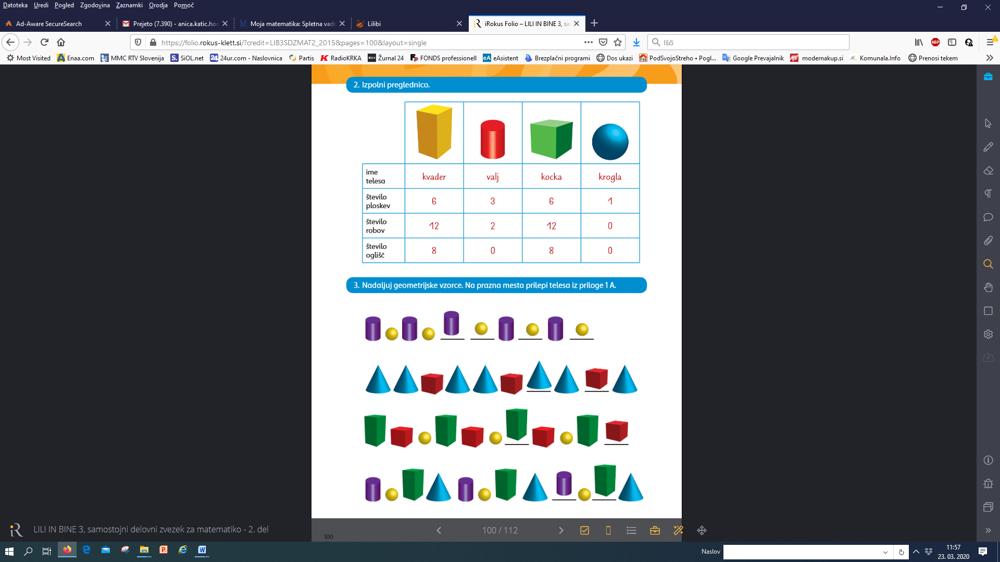 Datoteka Uredi Pogled Zgodovina Zaznamki Orodja Pomoč
Ad-Aware SecureSearch
Prejeto (7.390) - anica.katic.hoc
Moja matematika: Spletna vadr
Lilibi
iRokus Folio – LILI IN BINE 3, sa
https://folio.rokus-klett.si/?credit=LIB3SDZMAT2_2015&pages=100&layout=single
Išči
ABP
Most Visited Enaa.com MMC RTV Slovenija SiOL.net 24ur.com - Naslovnica Partis RadioKRKA Žurnal 24 FONDS professionell eAsistent Brezplačni programi Dos ukazi PodSvojoStreho • Pogl... Google Prevajalnik modernakup.si Komunala.Info Prenosi tekem
2. Izpolni preglednico.
ime telesa kvader valj kocka krogla
število ploskev 6 3 6 1
število robov 12 2 12 0
število oglišč 8 0 8 0
3. Nadaljuj geometrijske vzorce. Na prazna mesta prilepi telesa iz priloge 1 A.
LILI IN BINE 3, samostojni delovni zvezek za matematiko - 2. del
100 / 112
100
Naslov
11:57
23. 03. 2020